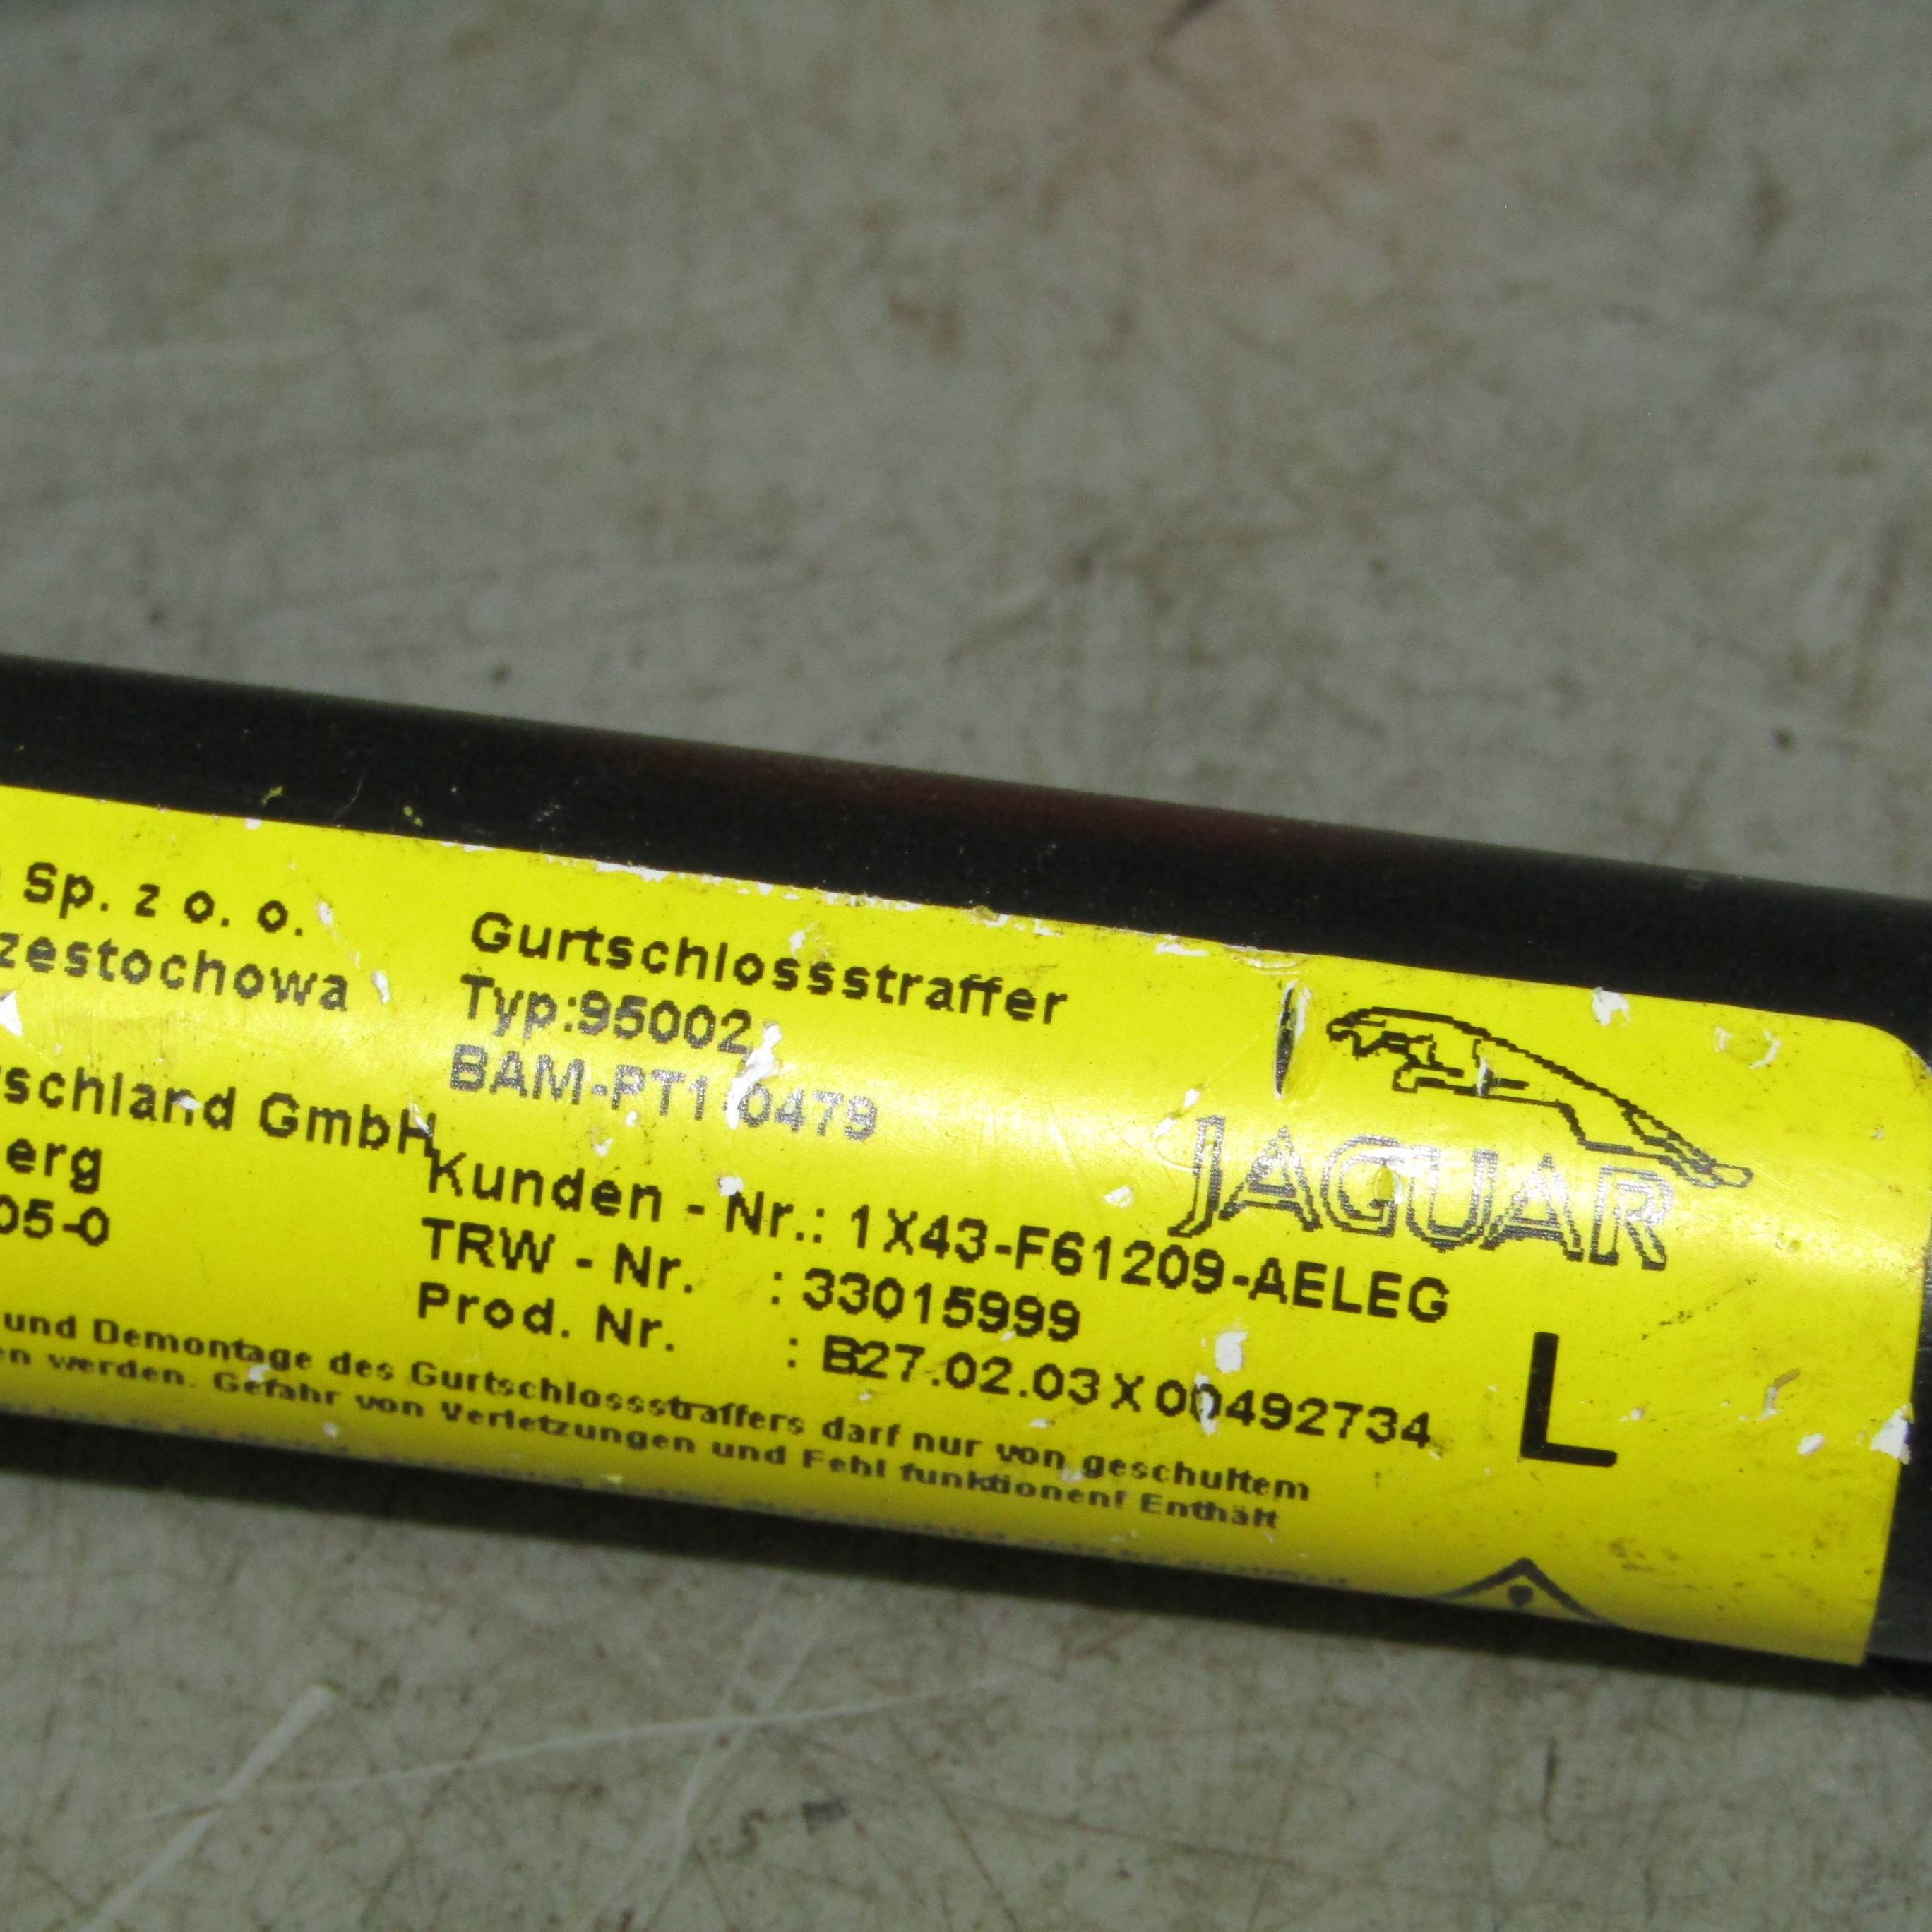 Sp. z o. o.
zestochowa
schland GmbH
erg
05-0
Gurtschlossstraffer
Typ:95002
BAM-PT1-0479
JAGUAR
Kunden - Nr.: 1X43-F61209-AELEG
TRW - Nr. : 33015999
Prod. Nr. : B27.02.03X00492734
L
und Demontage des Gurtschlossstraffers darf nur von geschultem
en werden. Gefahr von Verletzungen und Fehl funktionen! Enthält